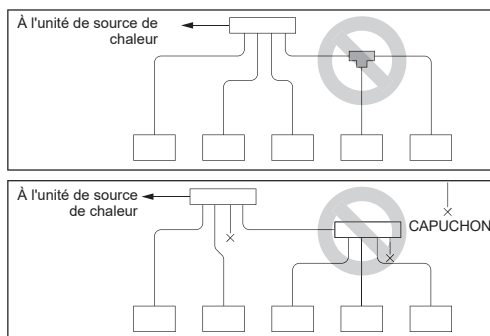 À l'unité de source de
chaleur
À l'unité de source
de chaleur
CAPUCHON